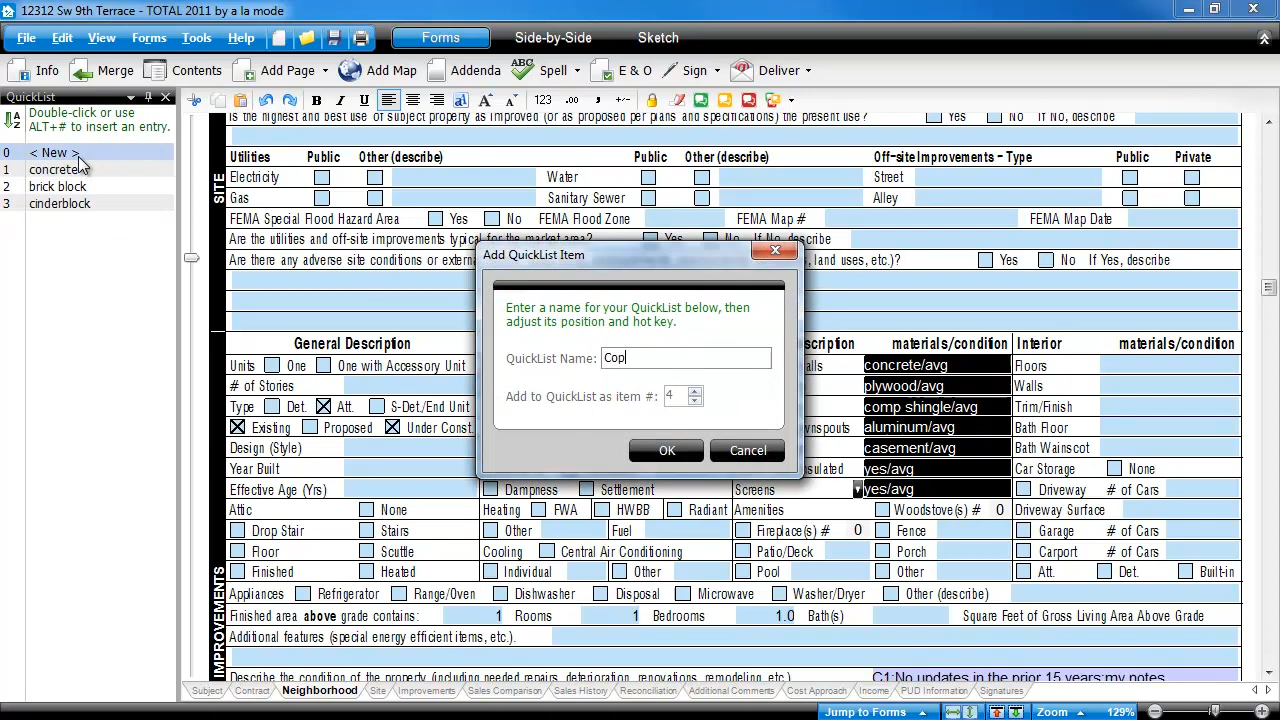 12312 Sw 9th Terrace - TOTAL 2011 by a la mode
File Edit View Forms Tools Help Forms Side-by-Side Sketch
Info Merge Contents Add Page Add Map Addenda ABC Spell E & O Sign Deliver
QuickList
Double-click or use
ALT+# to insert an entry.
0 < New >
1 concrete
2 brick block
3 cinderblock
B I U a A A 123 .00 , +/-
Is the highest and best use of subject property as improved (or as proposed per plans and specifications) the present use? Yes No If No, describe
SITE
Utilities Public Other (describe) Public Other (describe) Off-site Improvements - Type Public Private
Electricity Water Street
Gas Sanitary Sewer Alley
FEMA Special Flood Hazard Area Yes No FEMA Flood Zone FEMA Map # FEMA Map Date
Are the utilities and off-site improvements typical for the market area? Yes No If No, describe
Are there any adverse site conditions or external land uses, etc.)? Yes No If Yes, describe
Add QuickList Item
Enter a name for your QuickList below, then
adjust its position and hot key.
QuickList Name: Cop
Add to QuickList as item #: 4
OK Cancel
IMPROVEMENTS
General Description scription materials/condition Interior materials/condition
Units One One with Accessory Unit alls concrete/avg Floors
# of Stories plywood/avg Walls
Type Det. Att. S-Det./End Unit comp shingle/avg Trim/Finish
Existing Proposed Under Const. wnspouts aluminum/avg Bath Floor
Design (Style) casement/avg Bath Wainscot
Year Built sulated yes/avg Car Storage None
Effective Age (Yrs) Dampness Settlement Screens yes/avg Driveway # of Cars
Attic None Heating FWA HWBB Radiant Amenities Woodstove(s) # 0 Driveway Surface
Drop Stair Stairs Other Fuel Fireplace(s) # 0 Fence Garage # of Cars
Floor Scuttle Cooling Central Air Conditioning Patio/Deck Porch Carport # of Cars
Finished Heated Individual Other Pool Other Att. Det. Built-in
Appliances Refrigerator Range/Oven Dishwasher Disposal Microwave Washer/Dryer Other (describe)
Finished area above grade contains: 1 Rooms 1 Bedrooms 1.0 Bath(s) Square Feet of Gross Living Area Above Grade
Additional features (special energy efficient items, etc.).
Describe the condition of the property (including needed repairs, deterioration, renovations, remodeling, etc.). C1;No updates in the prior 15 years;my notes
Subject Contract Neighborhood Site Improvements Sales Comparison Sales History Reconciliation Additional Comments Cost Approach Income PUD Information Signatures
Jump to Forms Zoom 129%